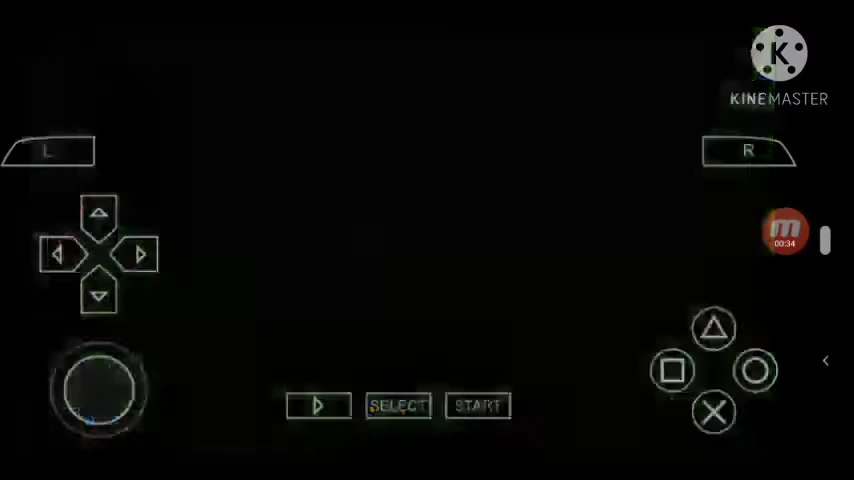 K
KINEMASTER
L
R
m
00:34
SELECT
START